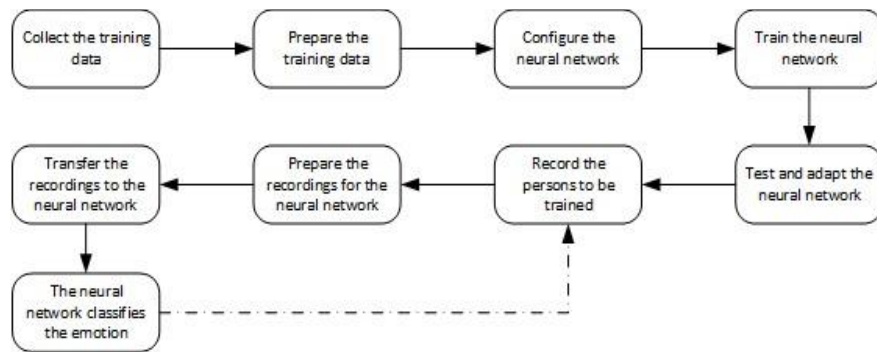 Collect the training
data
Prepare the
training data
Configure the
neural network
Train the neural
network
Test and adapt the
neural network
Record the
persons to be
trained
Prepare the
recordings for the
neural network
Transfer the
recordings to the
neural network
The neural
network classifies
the emotion